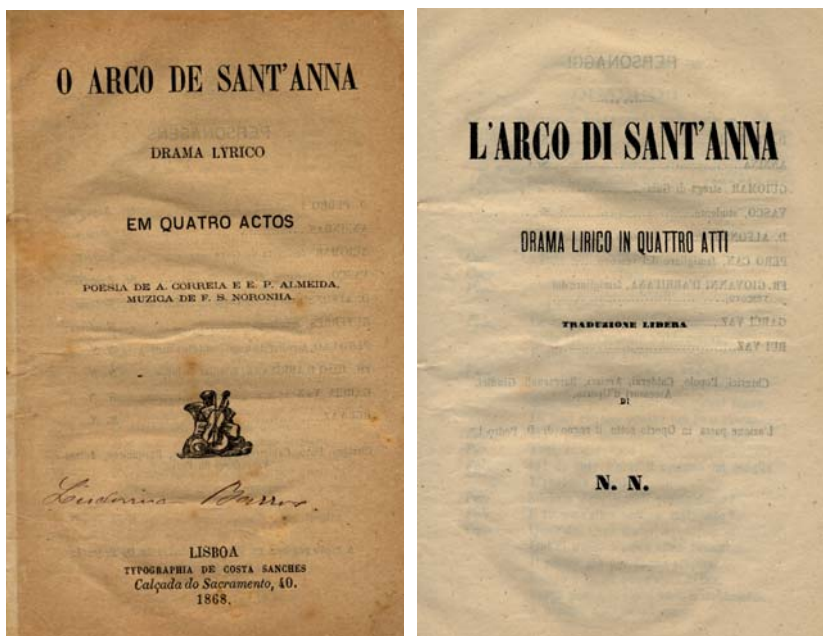 O ARCO DE SANT'ANNA
DRAMA LYRICO
EM QUATRO ACTOS
POESIA DE A. CORREIA E E. P. ALMEIDA,
MUZICA DE F. S. NORONHA.
LISBOA
TYPOGRAPHIA DE COSTA SANCHES
Calçada do Sacramento, 40.
1868.
L'ARCO DI SANT'ANNA
DRAMA LIRICO IN QUATTRO ATTI
TRADUZIONE LIBERA
DI
N. N.